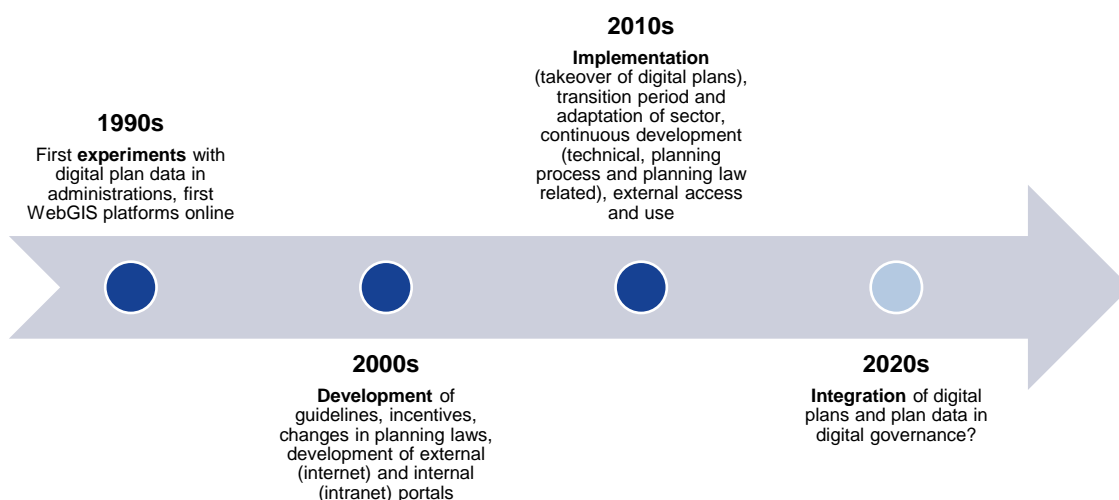 1990s
First experiments with
digital plan data in
administrations, first
WebGIS platforms online
2000s
Development of
guidelines, incentives,
changes in planning laws,
development of external
(internet) and internal
(intranet) portals
2010s
Implementation
(takeover of digital plans),
transition period and
adaptation of sector,
continuous development
(technical, planning
process and planning law
related), external access
and use
2020s
Integration of digital
plans and plan data in
digital governance?